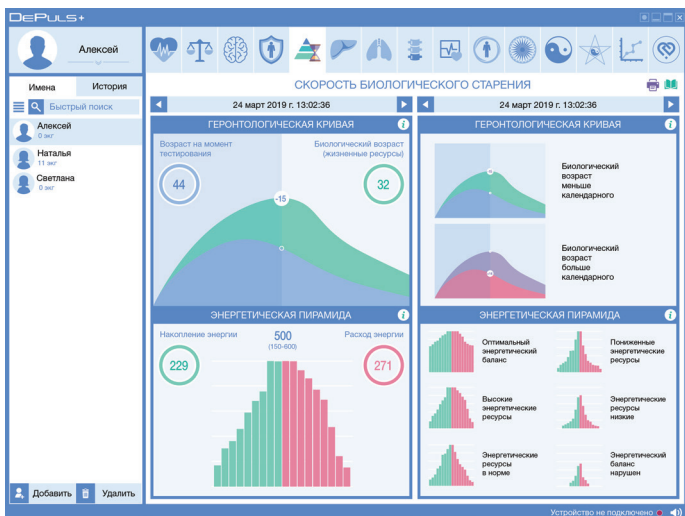 DePuls+
Алексей
Имена
История
Быстрый поиск
Алексей
0 экг
Наталья
11 экг
Светлана
0 экг
Добавить
Удалить
СКОРОСТЬ БИОЛОГИЧЕСКОГО СТАРЕНИЯ
24 март 2019 г. 13:02:36
ГЕРОНТОЛОГИЧЕСКАЯ КРИВАЯ
Возраст на момент
тестирования
44
Биологический возраст
(жизненные ресурсы)
32
-15
ЭНЕРГЕТИЧЕСКАЯ ПИРАМИДА
Накопление энергии
229
500
(150-600)
Расход энергии
271
24 март 2019 г. 13:02:36
ГЕРОНТОЛОГИЧЕСКАЯ КРИВАЯ
Биологический
возраст
меньше
календарного
Биологический
возраст
больше
календарного
ЭНЕРГЕТИЧЕСКАЯ ПИРАМИДА
Оптимальный
энергетический
баланс
Пониженные
энергетические
ресурсы
Высокие
энергетические
ресурсы
Энергетические
ресурсы
низкие
Энергетические
ресурсы
в норме
Энергетический
баланс
нарушен
Устройство не подключено